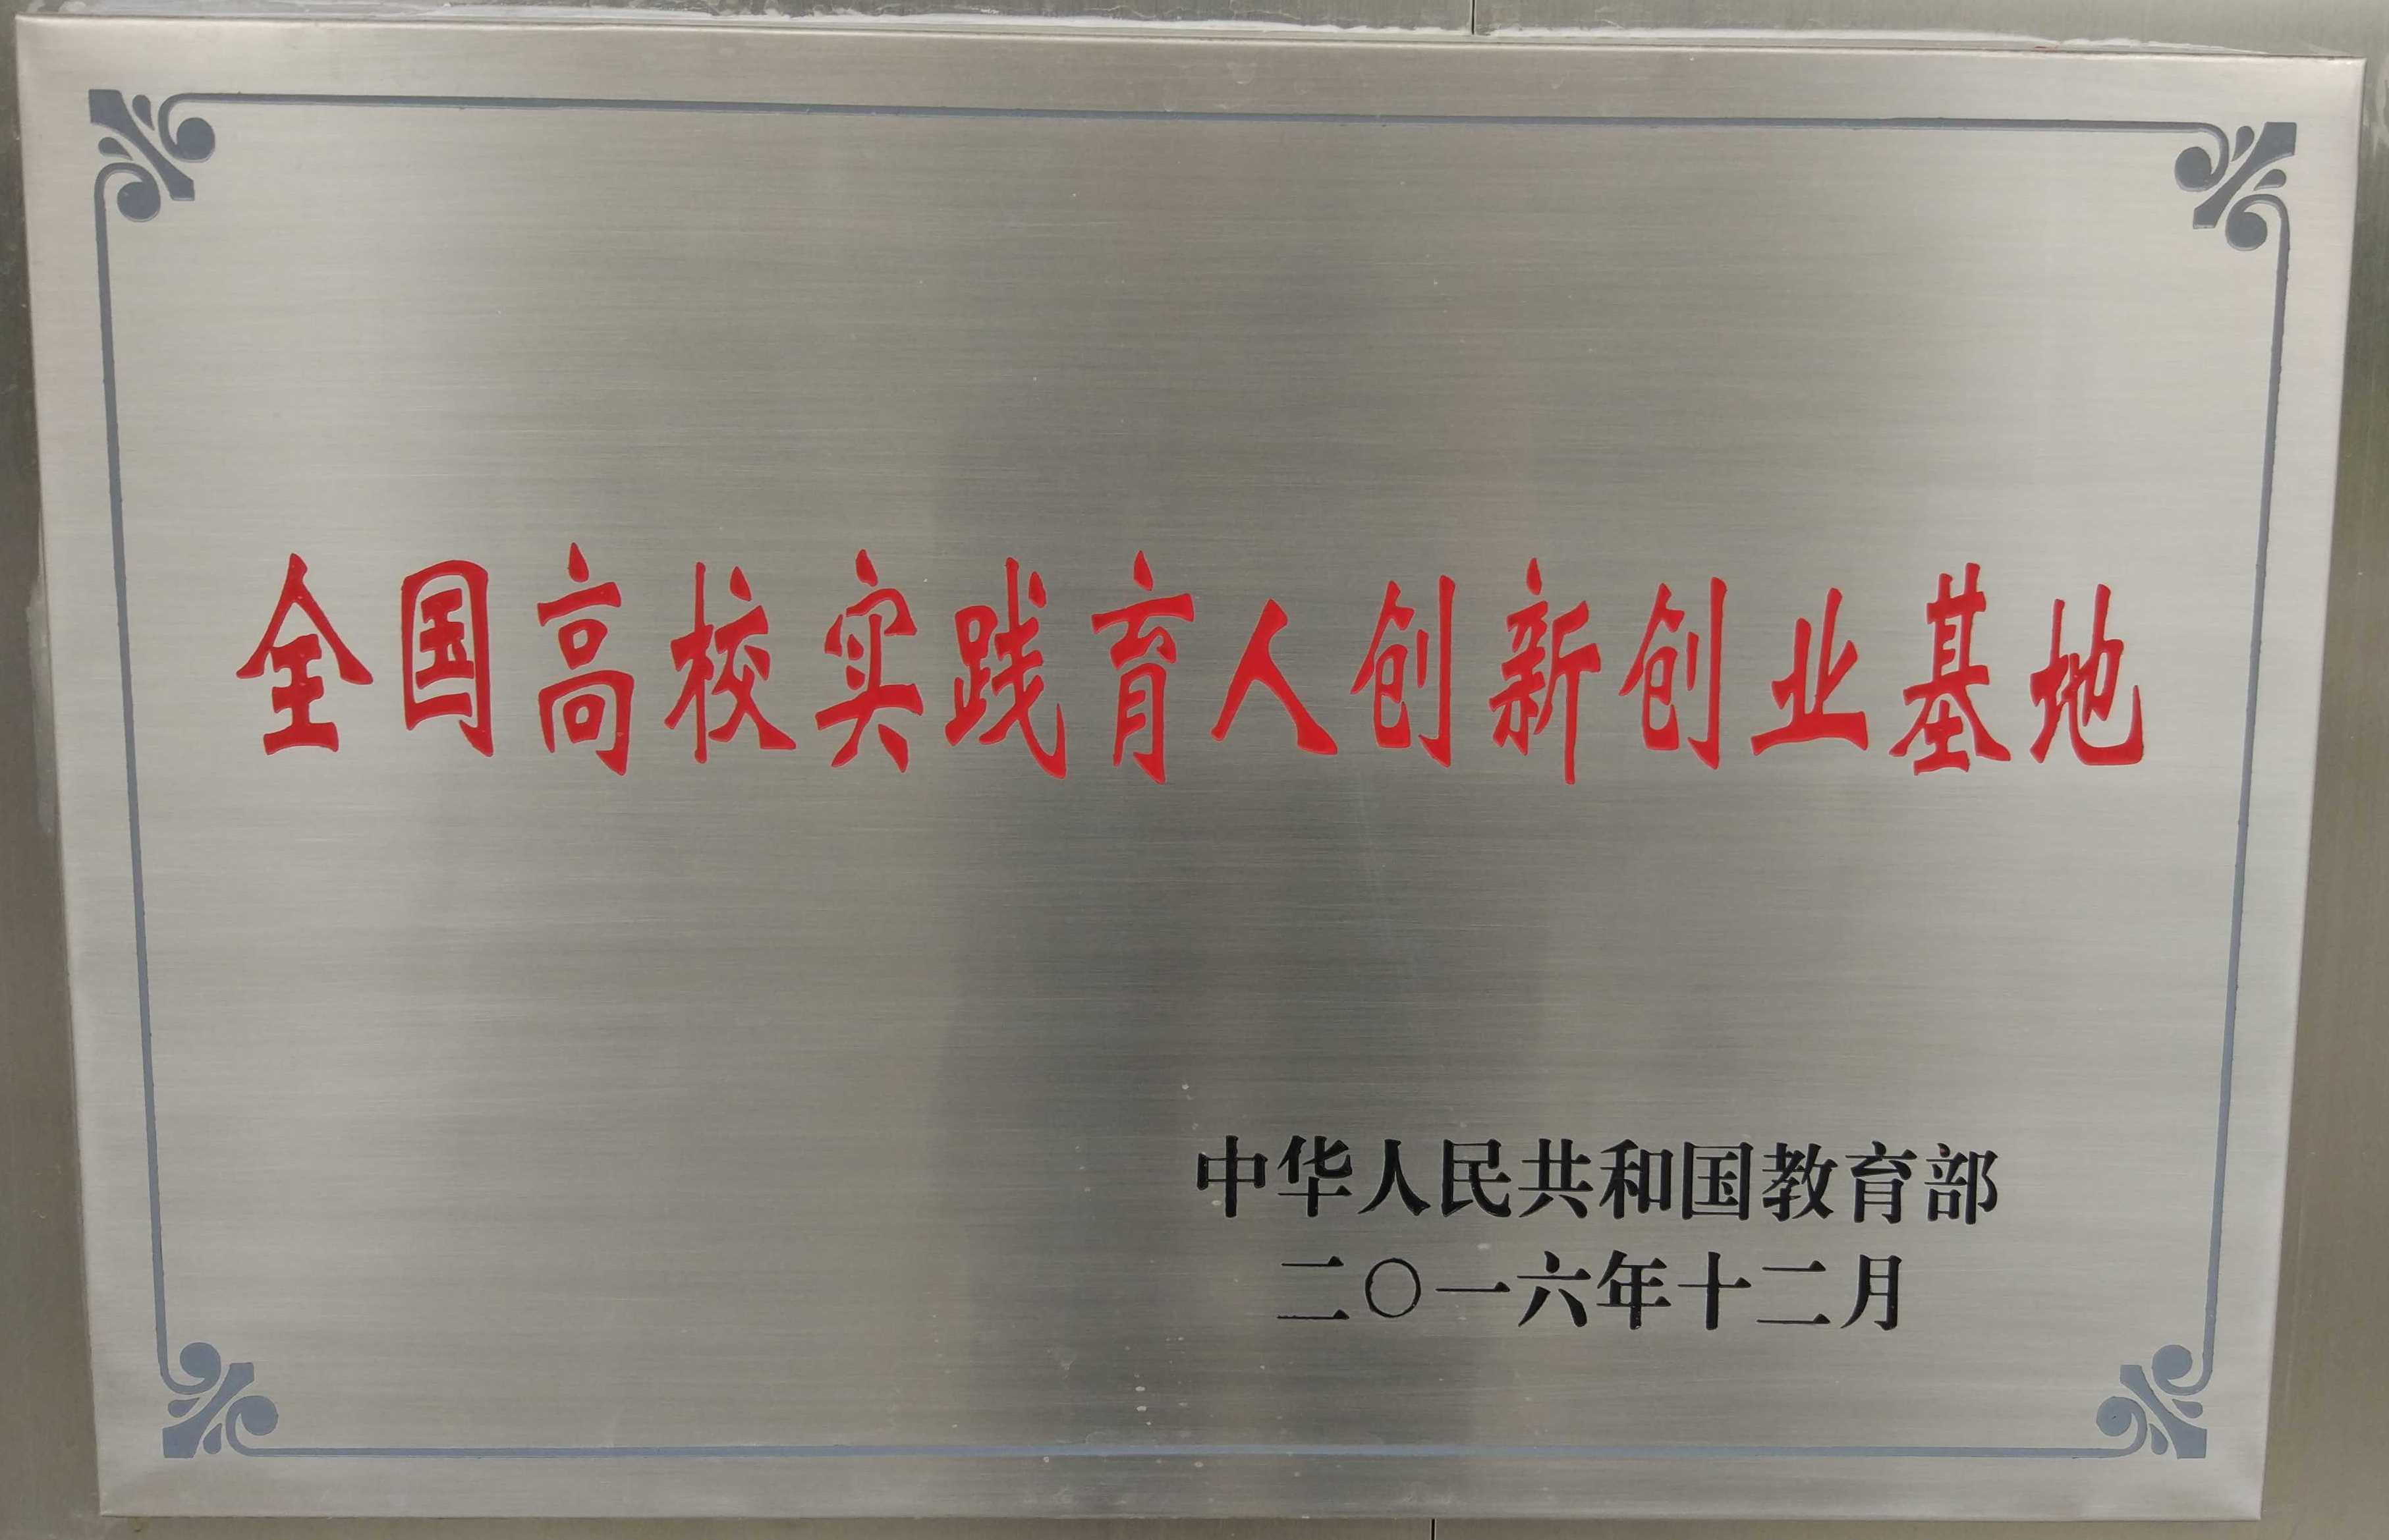 全国高校实践育人创新创业基地
中华人民共和国教育部
二〇一六年十二月